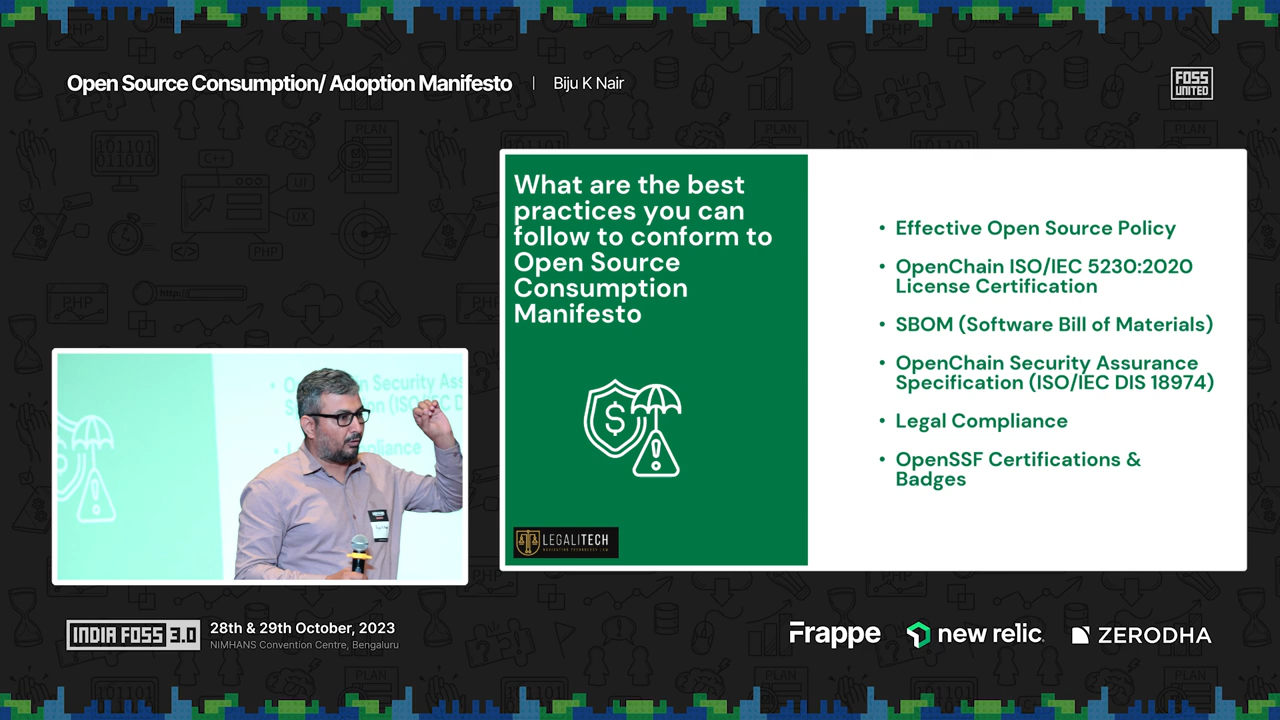 Open Source Consumption/ Adoption Manifesto | Biju K Nair
FOSS
UNITED
What are the best
practices you can
follow to conform to
Open Source
Consumption
Manifesto
• Effective Open Source Policy
• OpenChain ISO/IEC 5230:2020
License Certification
• SBOM (Software Bill of Materials)
• OpenChain Security Assurance
Specification (ISO/IEC DIS 18974)
• Legal Compliance
• OpenSSF Certifications &
Badges
LEGALITECH
NAVIGATING TECHNOLOGY LAW
INDIA FOSS 3.0
28th & 29th October, 2023
NIMHANS Convention Centre, Bengaluru
Frappe
new relic
ZERODHA